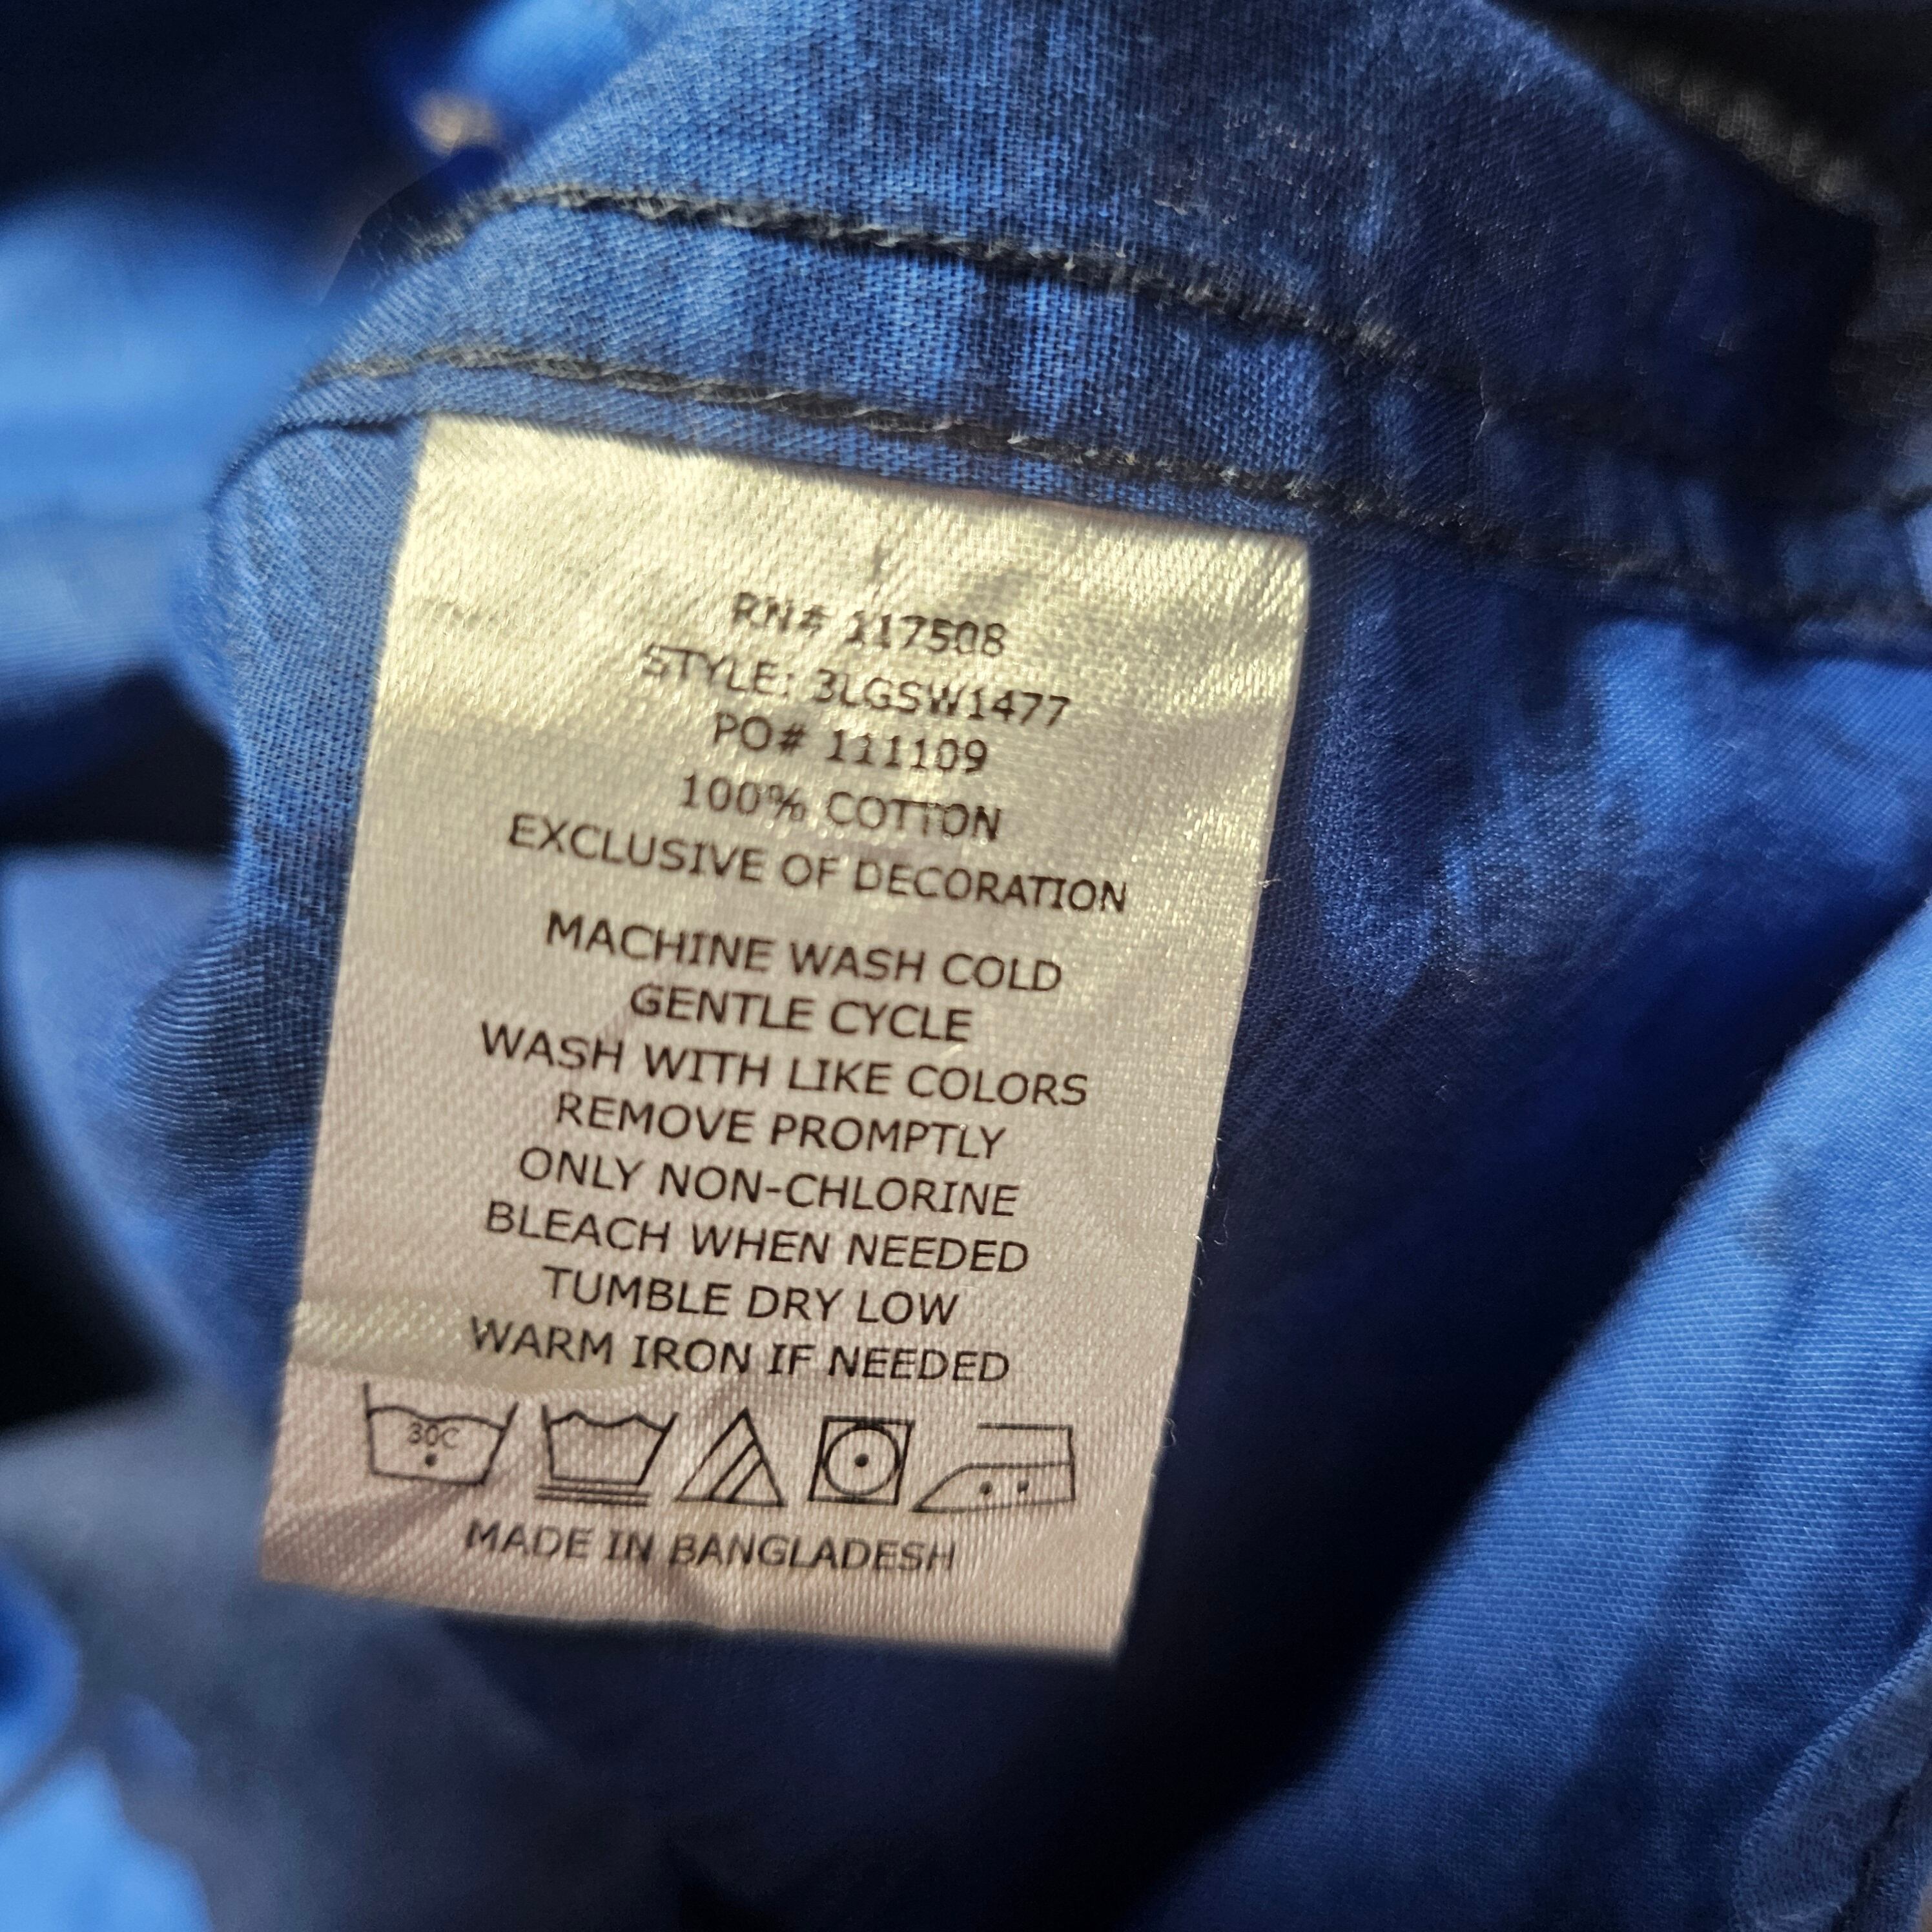 RN# 117508
STYLE: 3LGSW1477
PO# 111109
100% COTTON
EXCLUSIVE OF DECORATION
MACHINE WASH COLD
GENTLE CYCLE
WASH WITH LIKE COLORS
REMOVE PROMPTLY
ONLY NON-CHLORINE
BLEACH WHEN NEEDED
TUMBLE DRY LOW
WARM IRON IF NEEDED
30C
MADE IN BANGLADESH